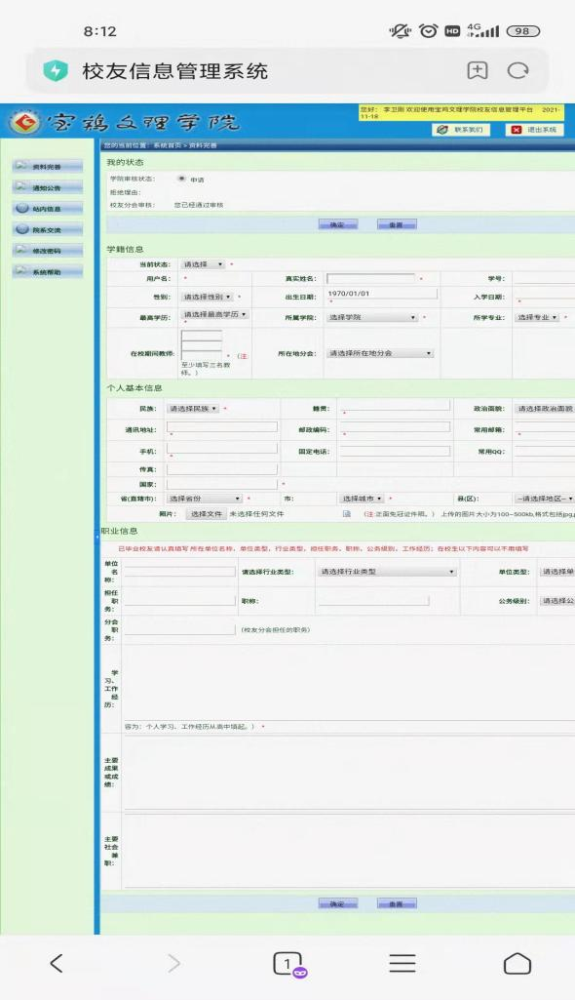 8:12
HD 4G 98
校友信息管理系统
宝鸡文理学院
您好: 李卫刚 欢迎使用宝鸡文理学院校友信息管理平台 2021-11-18
联系我们 退出系统
您的当前位置：系统首页 > 资料完善
资料完善
通知公告
站内信息
院系交流
修改密码
系统帮助
我的状态
学院审核状态： 申请
拒绝理由：
校友分会审核： 您已经通过审核
确定 重置
学籍信息
当前状态： 请选择 *
用户名： * 真实姓名： * 学号：
性别： 请选择性别 * 出生日期： 1970/01/01 * 入学日期： *
最高学历： 请选择最高学历 * 所属学院： 选择学院 * 所学专业： 选择专业 *
在校期间教师： * （注
至少填写三名教
师。）
所在地分会： 请选择所在地分会
个人基本信息
民族： 请选择民族 * 籍贯： * 政治面貌： 请选择政治面貌
通讯地址： * 邮政编码： * 常用邮箱： *
手机： * 固定电话： 常用QQ：
传真：
国家： *
省(直辖市)： 选择省份 * 市： 选择城市 * 县(区)： --请选择地区--
照片： 选择文件 未选择任何文件 （注:正面免冠证件照。）上传的图片大小为100~500kb,格式包括jpg,
职业信息
已毕业校友请认真填写 所在单位名称、单位类型、行业类型、担任职务、职称、公务级别、工作经历；在校生以下内容可以不用填写
单位名称： 请选择行业类型： 请选择行业类型 单位类型： 请选择单
担任职务： 职称： 公务级别： 请选择公
分会职务： （校友分会担任的职务）
学习、工作经历：
容为：个人学习、工作经历从高中填起。） *
主要成果或成绩：
主要社会兼职：
确定 重置
1